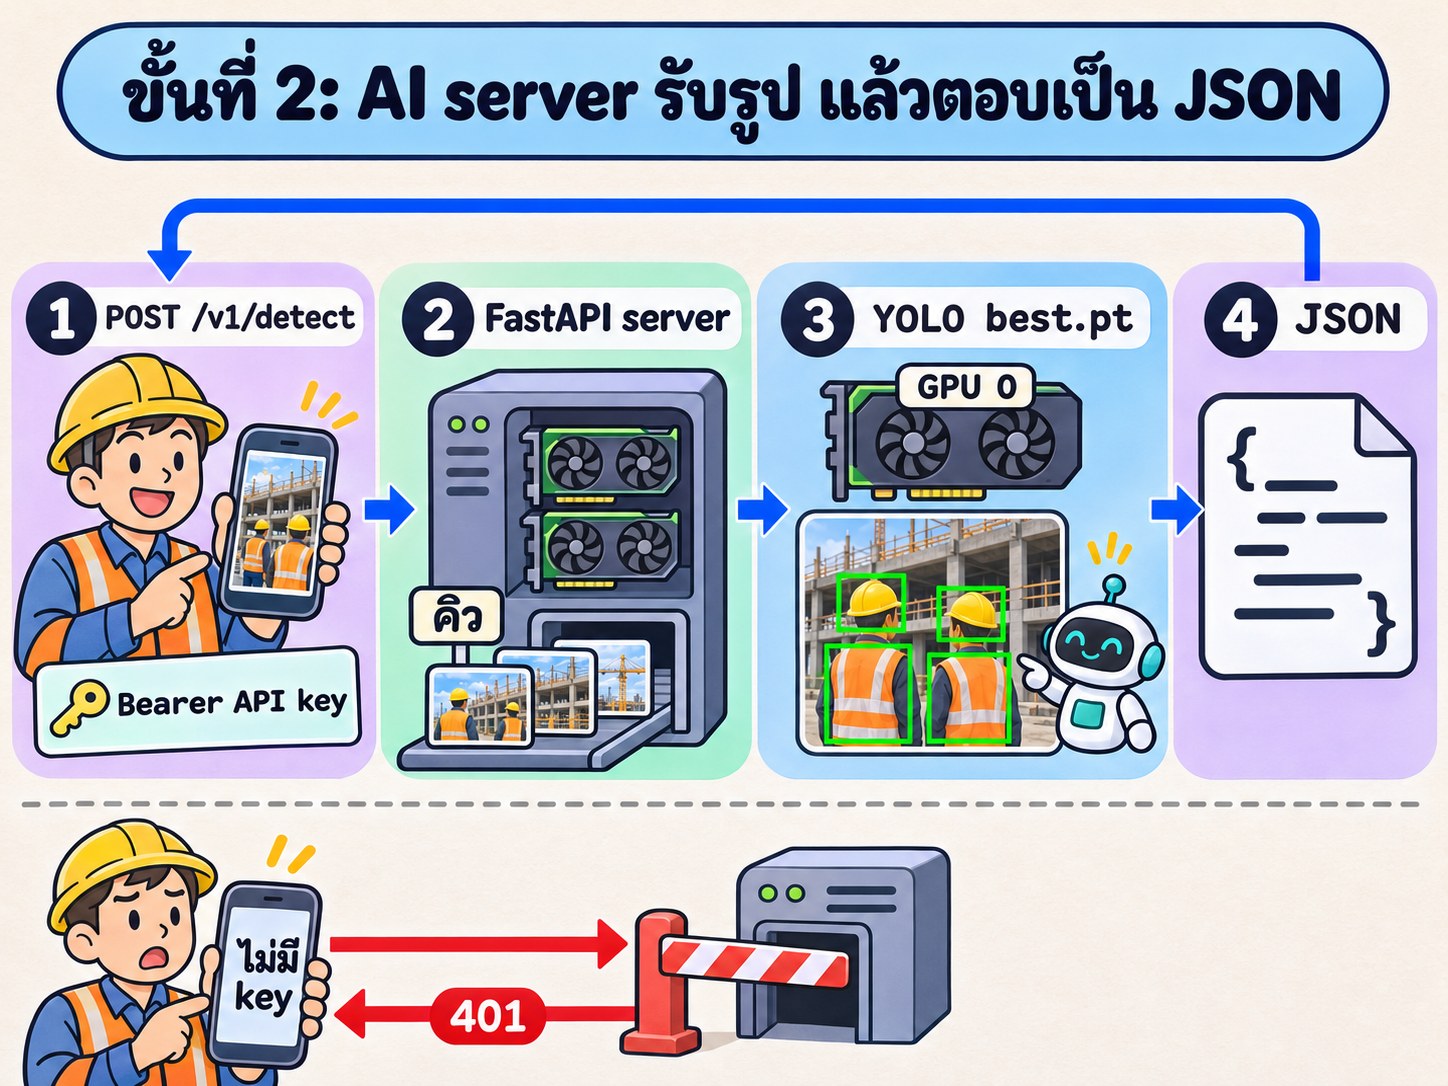 ขั้นที่ 2: AI server รับรูป แล้วตอบเป็น JSON
1 POST /v1/detect
2 FastAPI server
3 YOLO best.pt
4 JSON
GPU 0
{
}
คิว
Bearer API key
ไม่มี
key
401